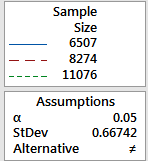 Sample
Size
6507
8274
11076
Assumptions
α 0.05
StDev 0.66742
Alternative ≠